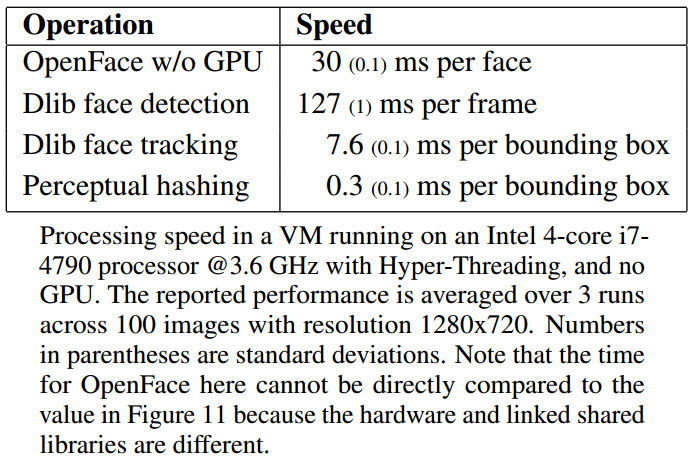 Operation Speed
OpenFace w/o GPU 30 (0.1) ms per face
Dlib face detection 127 (1) ms per frame
Dlib face tracking 7.6 (0.1) ms per bounding box
Perceptual hashing 0.3 (0.1) ms per bounding box
Processing speed in a VM running on an Intel 4-core i7-
4790 processor @3.6 GHz with Hyper-Threading, and no
GPU. The reported performance is averaged over 3 runs
across 100 images with resolution 1280x720. Numbers
in parentheses are standard deviations. Note that the time
for OpenFace here cannot be directly compared to the
value in Figure 11 because the hardware and linked shared
libraries are different.